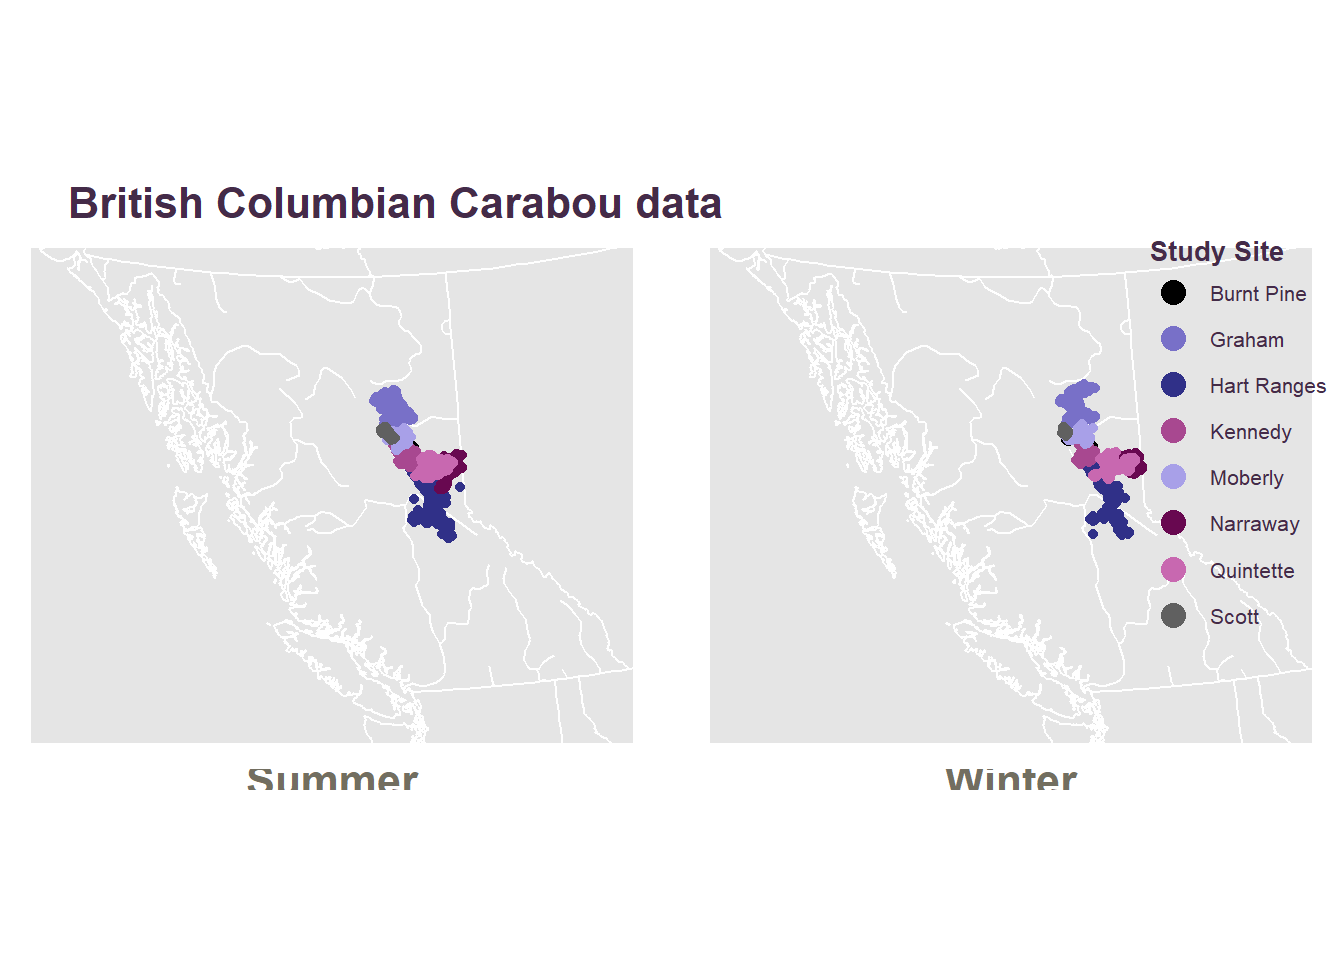 British Columbian Carabou data
Study Site
Burnt Pine
Graham
Hart Ranges
Kennedy
Moberly
Narraway
Quintette
Scott
Summer
Winter